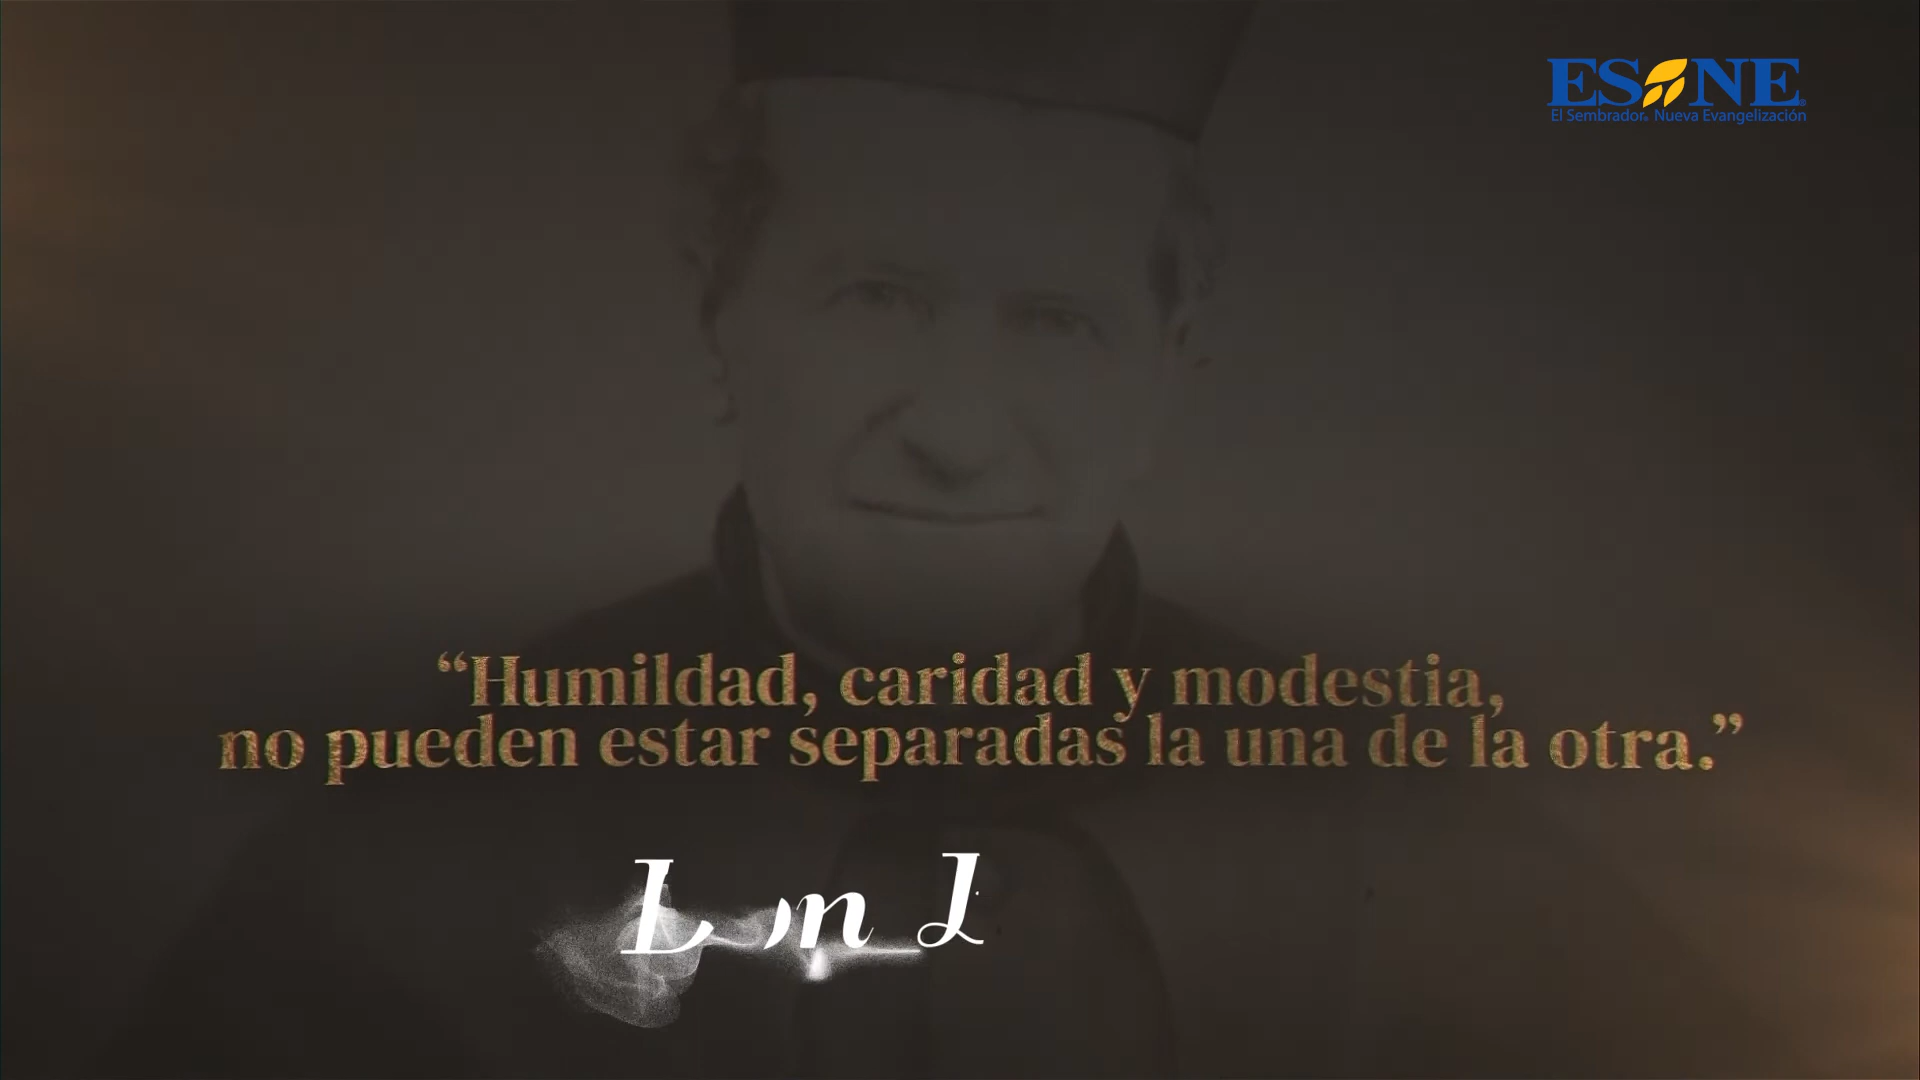 ESNE
El Sembrador® Nueva Evangelización
“Humildad, caridad y modestia,
no pueden estar separadas la una de la otra.”